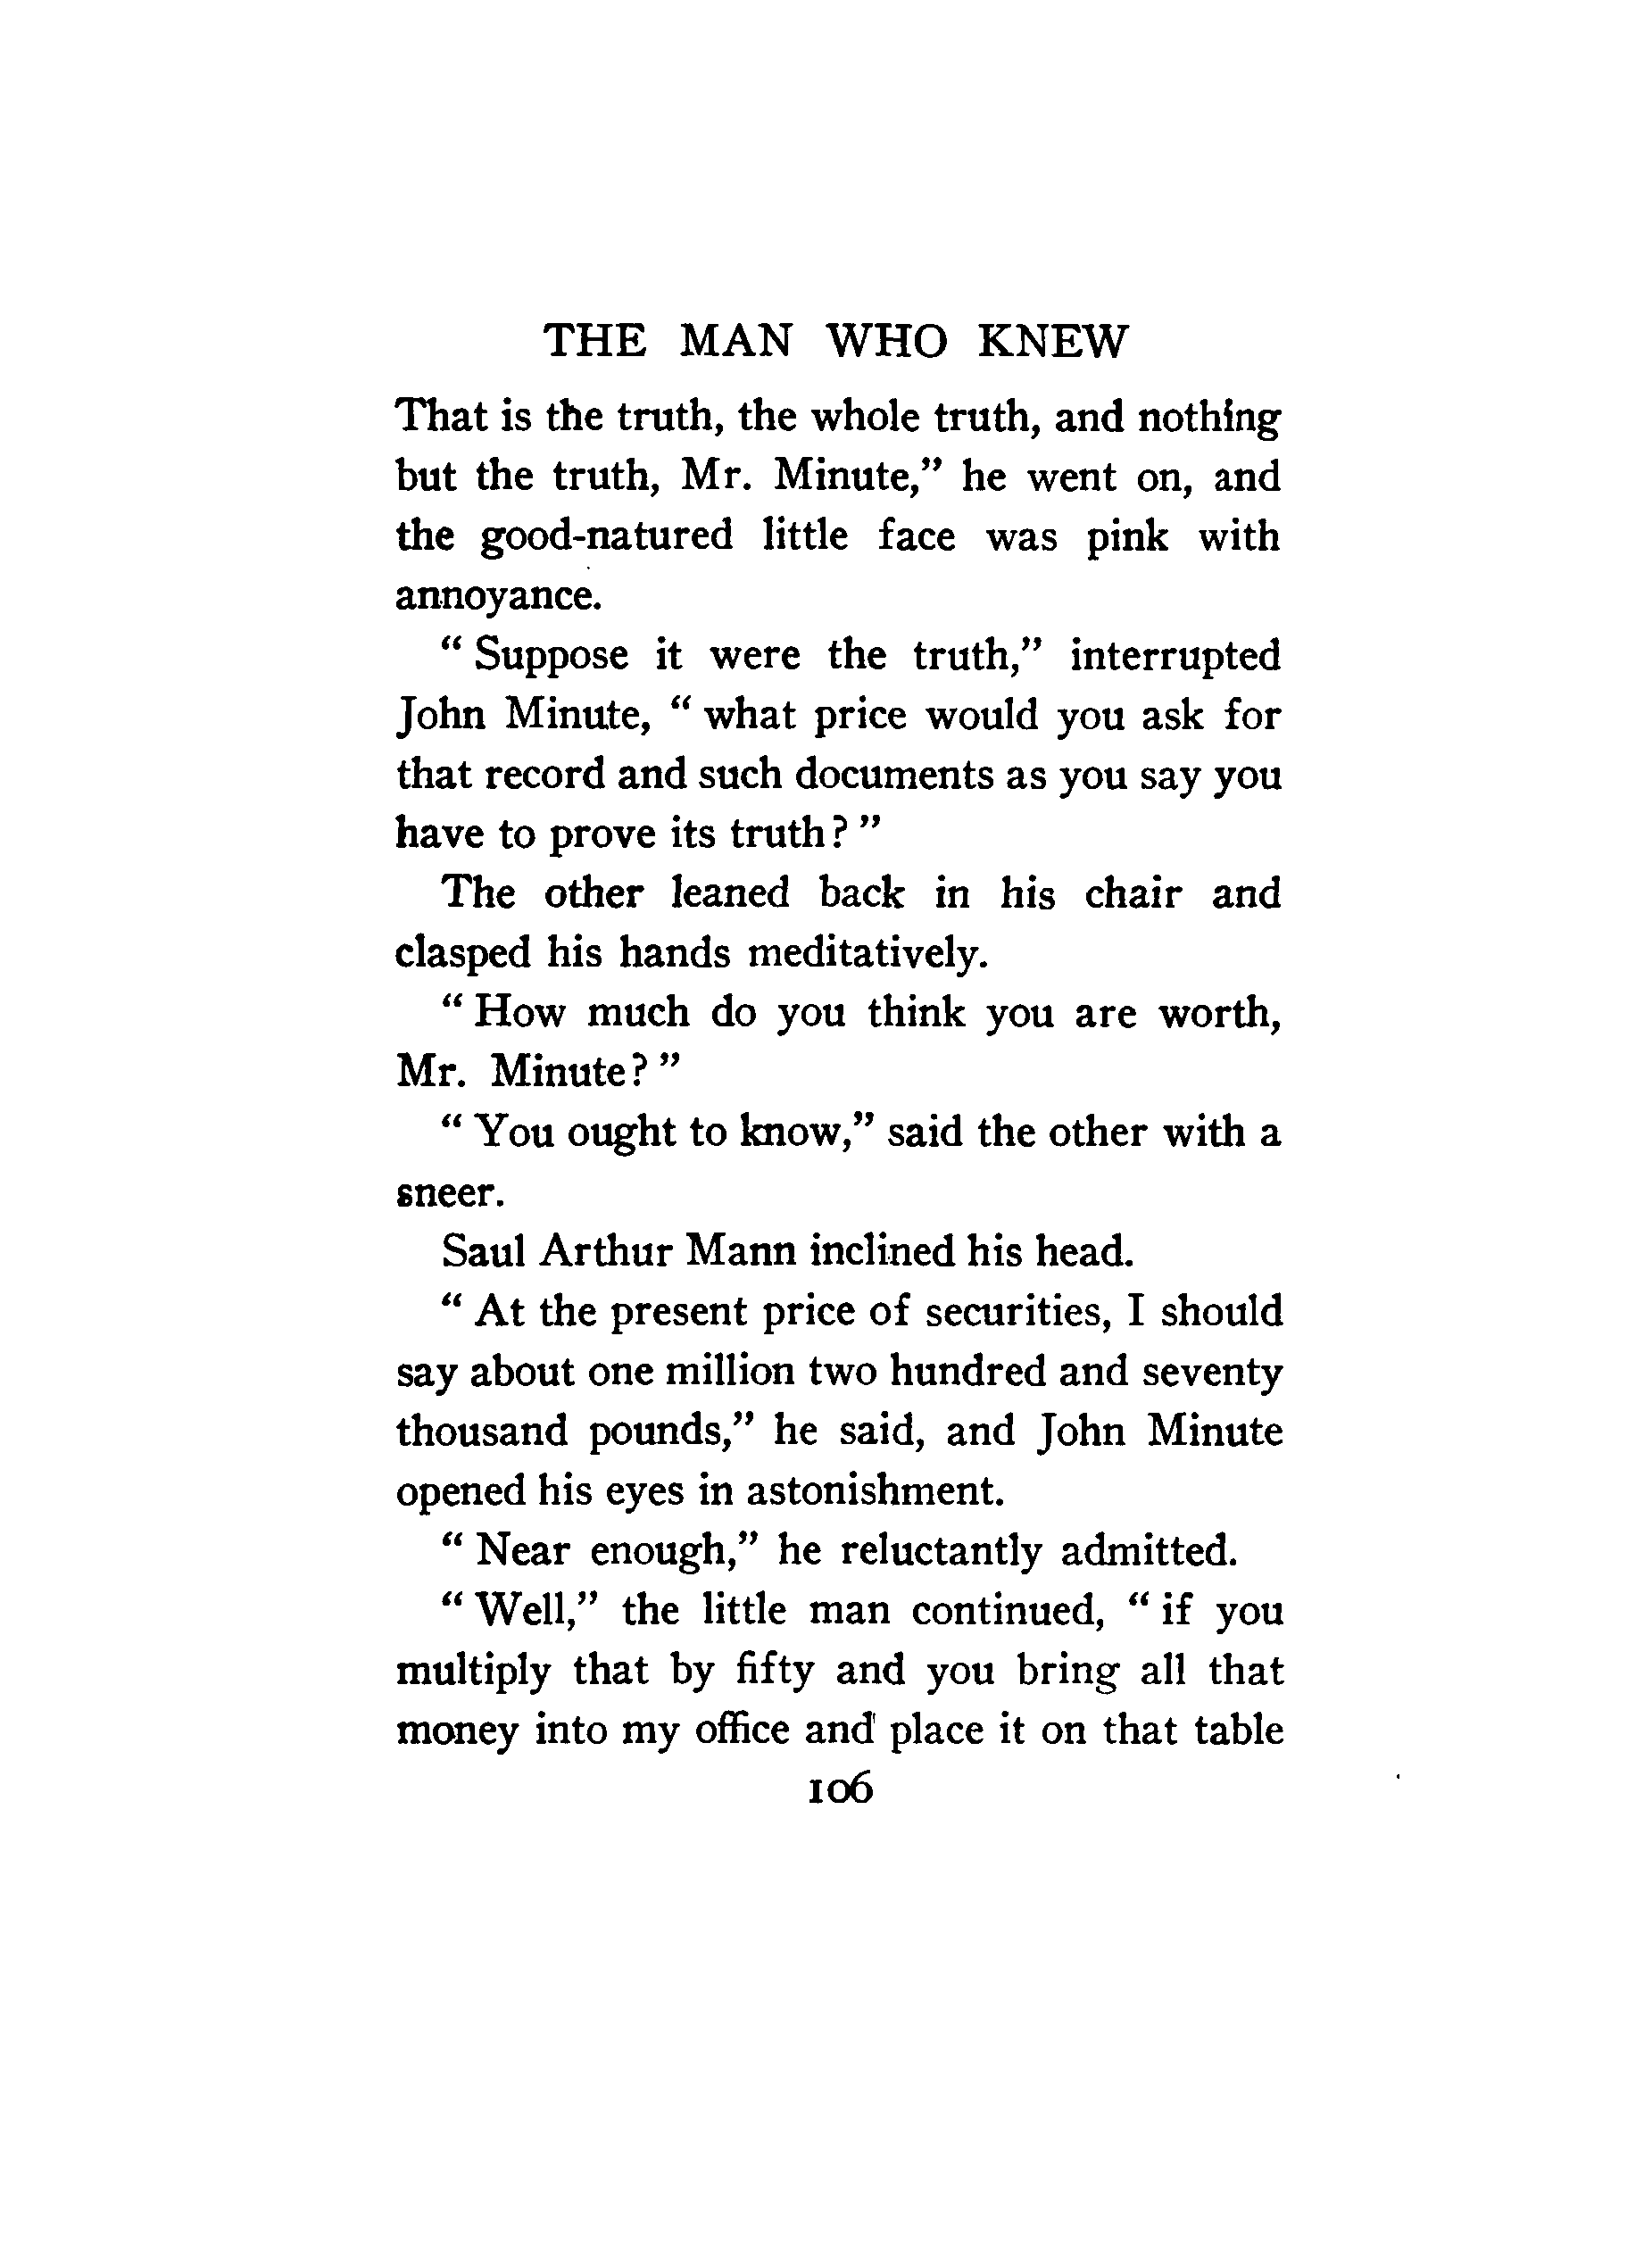 THE MAN WHO KNEW
That is the truth, the whole truth, and nothing
but the truth, Mr. Minute,” he went on, and
the good-natured little face was pink with
annoyance.
“ Suppose it were the truth,” interrupted
John Minute, “ what price would you ask for
that record and such documents as you say you
have to prove its truth? ”
The other leaned back in his chair and
clasped his hands meditatively.
“ How much do you think you are worth,
Mr. Minute? ”
“ You ought to know,” said the other with a
sneer.
Saul Arthur Mann inclined his head.
“ At the present price of securities, I should
say about one million two hundred and seventy
thousand pounds,” he said, and John Minute
opened his eyes in astonishment.
“ Near enough,” he reluctantly admitted.
“ Well,” the little man continued, “ if you
multiply that by fifty and you bring all that
money into my office and place it on that table
106